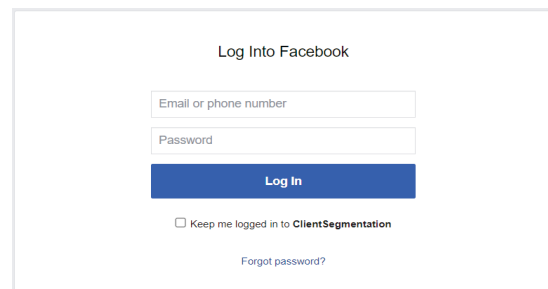 Log Into Facebook
Email or phone number
Password
Log In
Keep me logged in to ClientSegmentation
Forgot password?